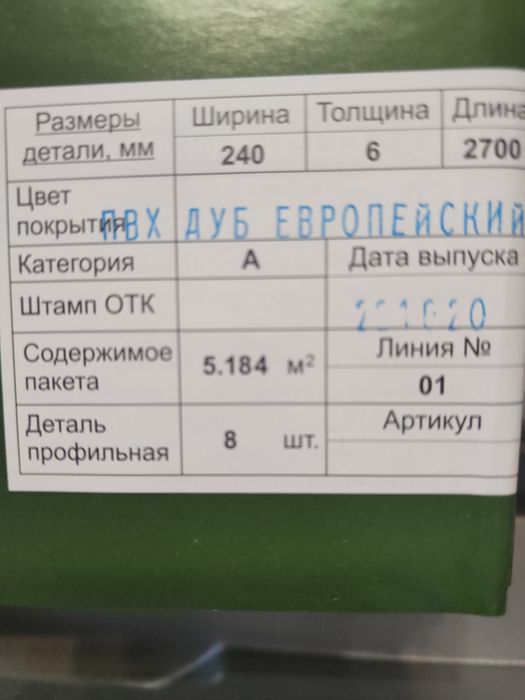 Размеры детали, мм Ширина Толщина Длина
240 6 2700
Цвет покрытия ПВХ ДУБ ЕВРОПЕЙСКИЙ
Категория А Дата выпуска
Штамп ОТК
Содержимое пакета 5.184 м² Линия №
01
Деталь профильная 8 шт. Артикул